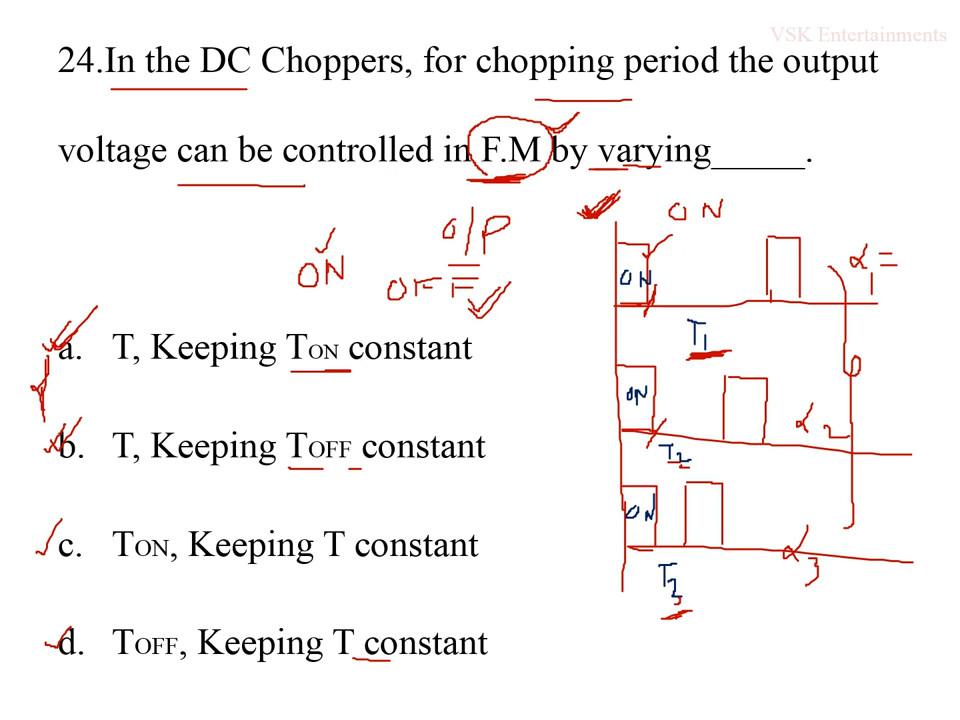 VSK Entertainments
24.In the DC Choppers, for chopping period the output
voltage can be controlled in F.M by varying_____.
O/P
ON
OFF
a. T, Keeping TON constant
b. T, Keeping TOFF constant
c. TON, Keeping T constant
d. TOFF, Keeping T constant
ON
ON
α1 =
T1
ON
α2
T2
ON
α3
T3